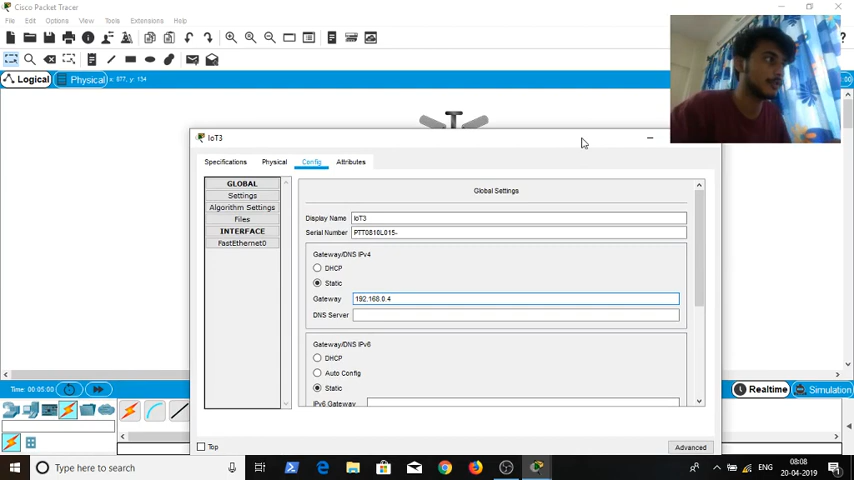 Cisco Packet Tracer
File Edit Options View Tools Extensions Help
Logical Physical x: 877, y: 134
IoT3
Specifications Physical Config Attributes
GLOBAL
Settings
Algorithm Settings
Files
INTERFACE
FastEthernet0
Global Settings
Display Name IoT3
Serial Number PTT0810L015-
Gateway/DNS IPv4
DHCP
Static
Gateway 192.168.0.4
DNS Server
Gateway/DNS IPv6
DHCP
Auto Config
Static
IPv6 Gateway
Top Advanced
Time: 00:05:00 Realtime Simulation
Type here to search
ENG 08:08
20-04-2019